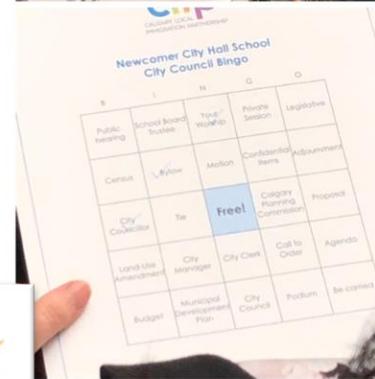 CALGARY LOCAL
IMMIGRATION PARTNERSHIP
Newcomer City Hall School
City Council Bingo
B I N G O
Public
hearing
School Board
Trustee
Your
Worship
Private
Session
Legislative
Census
Bylaw
Motion
Confidential
Items
Adjournment
City
Councillor
Tie
Free!
Calgary
Planning
Commission
Proposal
Land-Use
Amendment
City
Manager
City Clerk
Call to
Order
Agenda
Budget
Municipal
Development
Plan
City
Council
Podium
Be carried